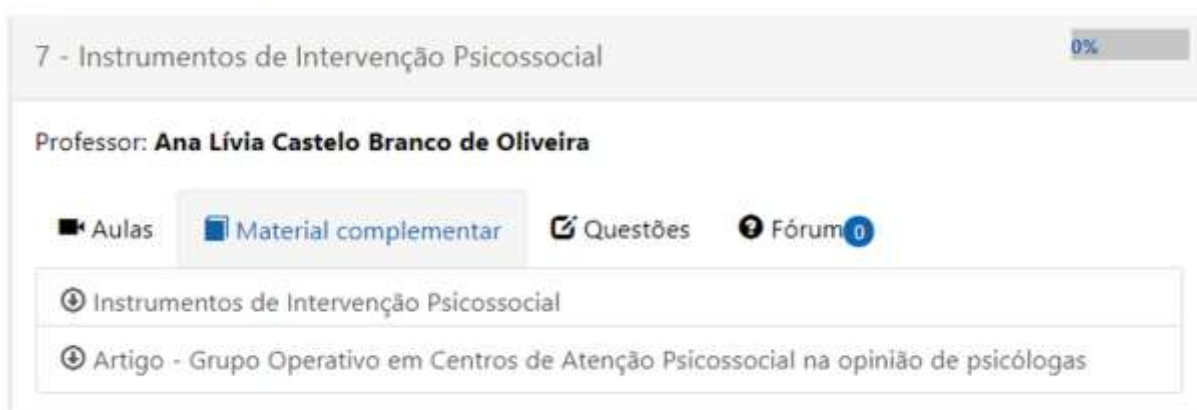 7 - Instrumentos de Intervenção Psicossocial 0%
Professor: Ana Lívia Castelo Branco de Oliveira
Aulas Material complementar Questões Fórum 0
Instrumentos de Intervenção Psicossocial
Artigo - Grupo Operativo em Centros de Atenção Psicossocial na opinião de psicólogas